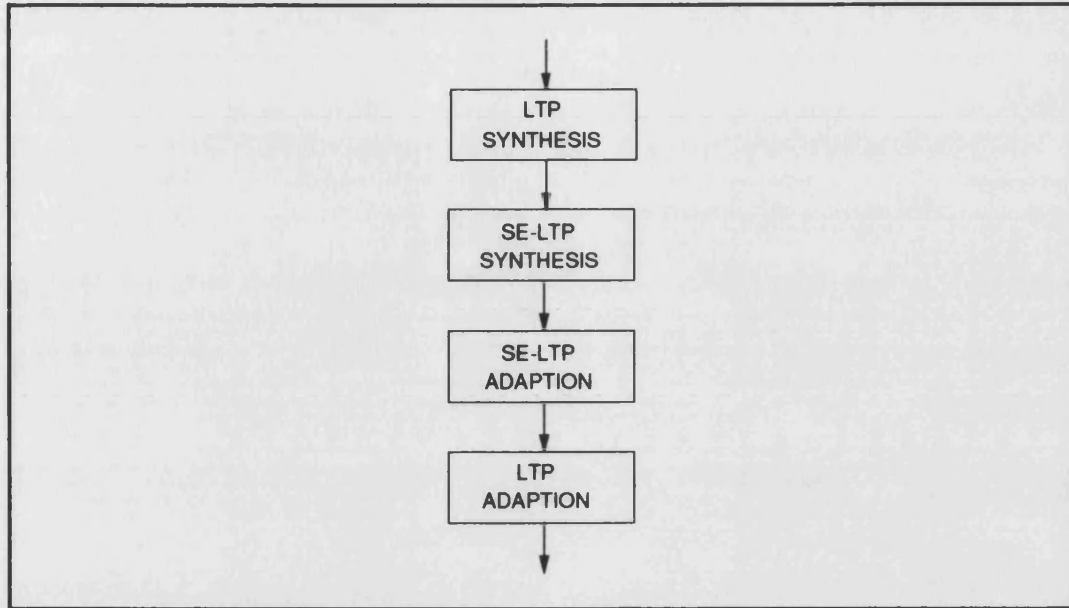 LTP
SYNTHESIS
SE-LTP
SYNTHESIS
SE-LTP
ADAPTION
LTP
ADAPTION